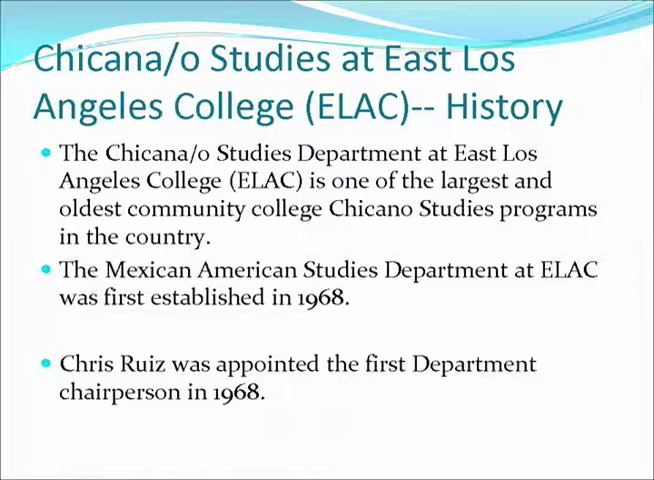 Chicana/o Studies at East Los
Angeles College (ELAC)-- History
The Chicana/o Studies Department at East Los
Angeles College (ELAC) is one of the largest and
oldest community college Chicano Studies programs
in the country.
The Mexican American Studies Department at ELAC
was first established in 1968.
Chris Ruiz was appointed the first Department
chairperson in 1968.